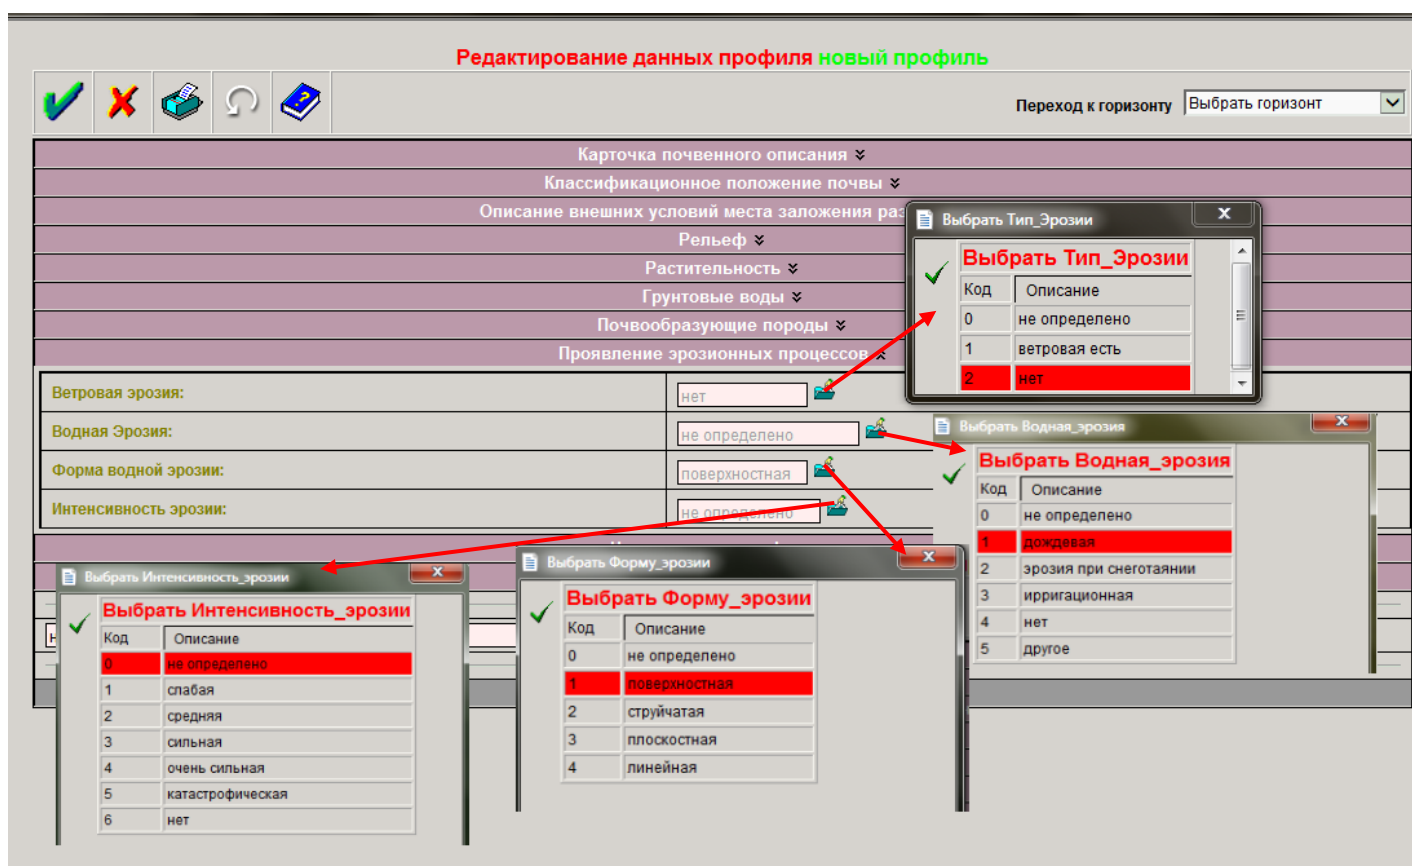 Редактирование данных профиля новый профиль
Переход к горизонту Выбрать горизонт
Карточка почвенного описания
Классификационное положение почвы
Описание внешних условий места заложения раз
Рельеф
Растительность
Грунтовые воды
Почвообразующие породы
Проявление эрозионных процессов
Ветровая эрозия: нет
Водная Эрозия: не определено
Форма водной эрозии: поверхностная
Интенсивность эрозии: не определено
Выбрать Тип_Эрозии
x
Выбрать Тип_Эрозии
Код Описание
0 не определено
1 ветровая есть
2 нет
Выбрать Водная_эрозия
x
Выбрать Водная_эрозия
Код Описание
0 не определено
1 дождевая
2 эрозия при снеготаянии
3 ирригационная
4 нет
5 другое
Выбрать Интенсивность_эрозии
x
Выбрать Интенсивность_эрозии
Код Описание
0 не определено
1 слабая
2 средняя
3 сильная
4 очень сильная
5 катастрофическая
6 нет
Выбрать Форму_эрозии
x
Выбрать Форму_эрозии
Код Описание
0 не определено
1 поверхностная
2 струйчатая
3 плоскостная
4 линейная